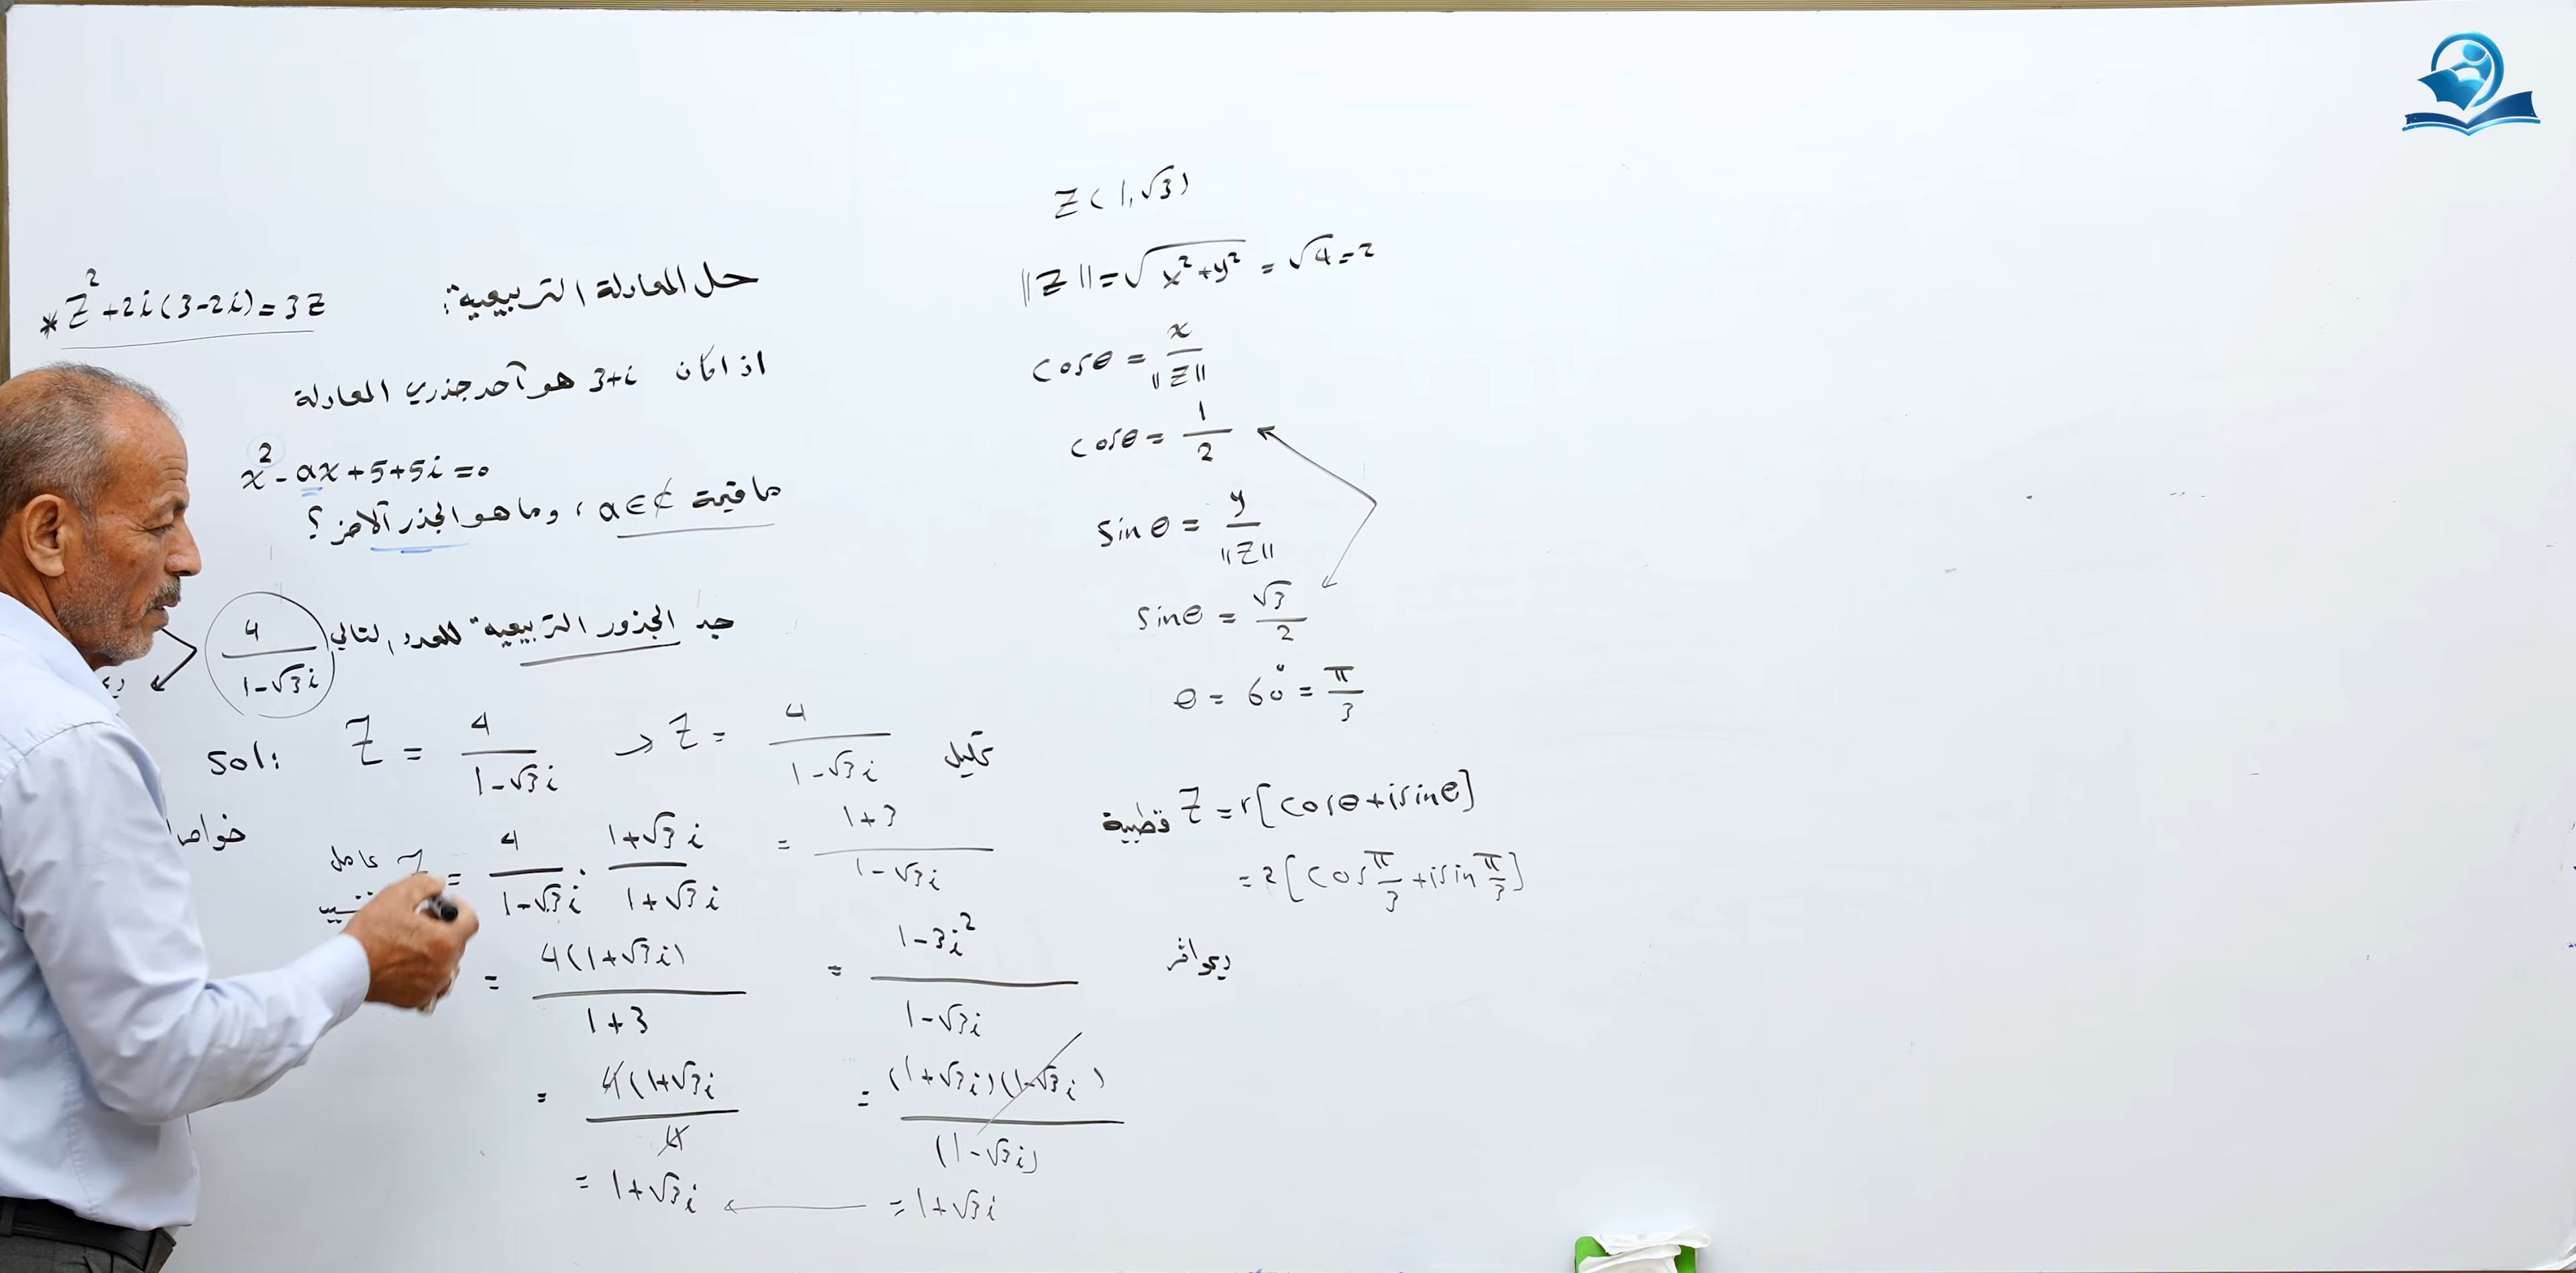 حل المعادلة التربيعية:
* Z² + 2i(3-2i) = 3Z
اذا كان 3+i هو أحد جذري المعادلة
x² - ax + 5 + 5i = 0
ما قيمة a ∈ ℂ ، وما هو الجذر الآخر؟
جد الجذور التربيعية للعدد التالي 4/(1-√3i)
Sol: Z = 4/(1-√3i) → Z = 4/(1-√3i) تحليل
خواص
عامل Z = 4/(1-√3i) · (1+√3i)/(1+√3i) = (1+3)/(1-√3i)
= 4(1+√3i)/(1+3) = (1-3i²)/(1-√3i)
= 4(1+√3i/4 = (1+√3i)(1-√3i)/(1-√3i)
= 1+√3i ← = 1+√3i
Z(1,√3)
||Z|| = √(x²+y²) = √4 = 2
cosθ = x/||Z||
cosθ = 1/2
sinθ = y/||Z||
sinθ = √3/2
θ = 60° = π/3
قطبية Z = r[cosθ+isinθ]
= 2[cos π/3 + isin π/3]
ديموافر